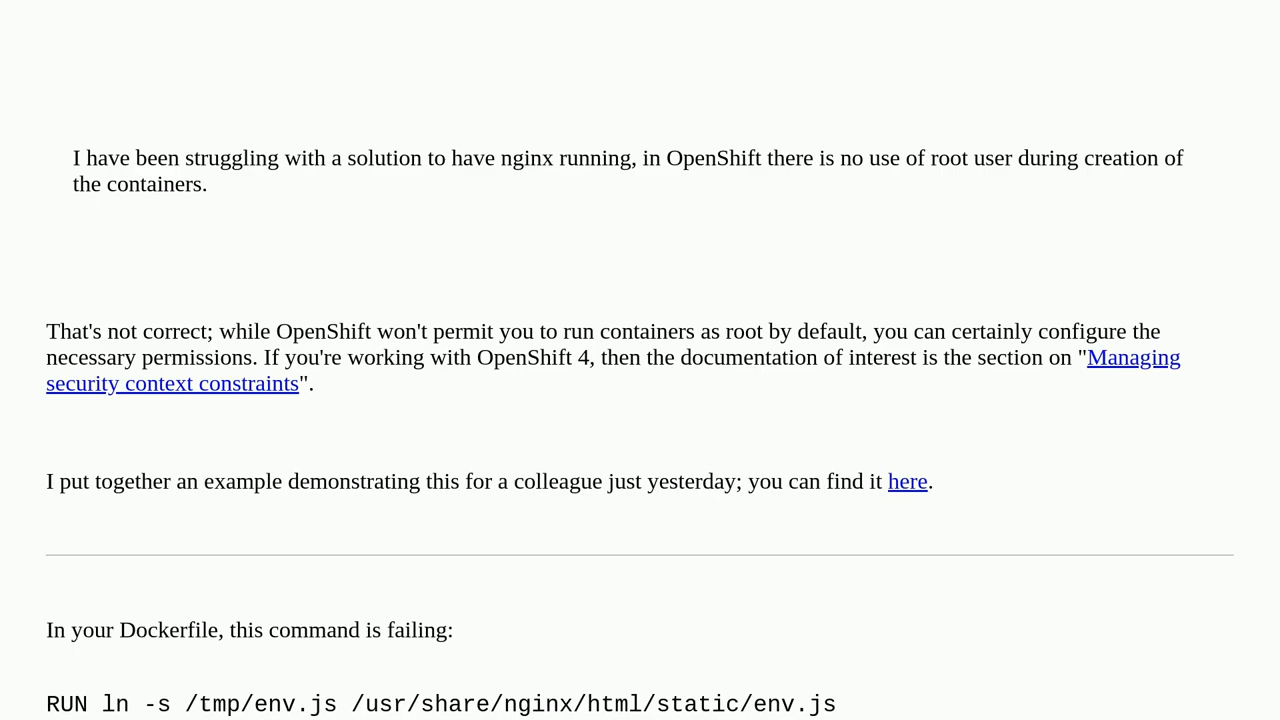 I have been struggling with a solution to have nginx running, in OpenShift there is no use of root user during creation of
the containers.
That's not correct; while OpenShift won't permit you to run containers as root by default, you can certainly configure the
necessary permissions. If you're working with OpenShift 4, then the documentation of interest is the section on "Managing
security context constraints".
I put together an example demonstrating this for a colleague just yesterday; you can find it here.
In your Dockerfile, this command is failing:
RUN ln -s /tmp/env.js /usr/share/nginx/html/static/env.js